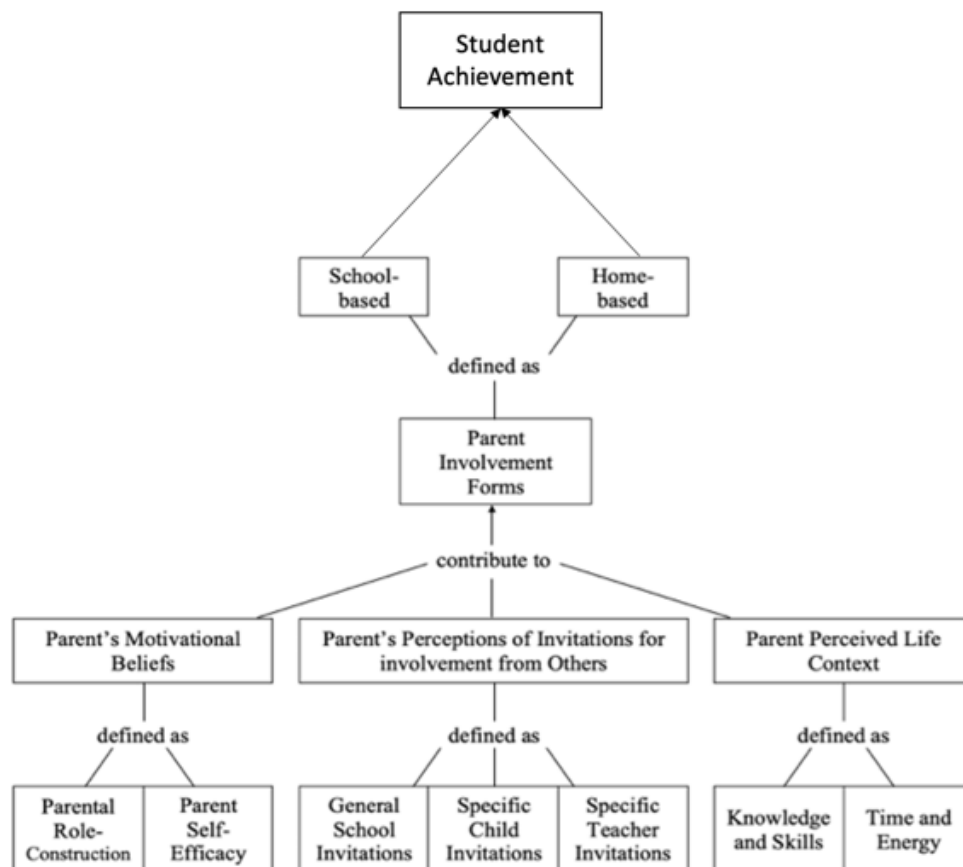 Student
Achievement
School-
based
Home-
based
defined as
Parent
Involvement
Forms
contribute to
Parent's Motivational
Beliefs
Parent's Perceptions of Invitations for
involvement from Others
Parent Perceived Life
Context
defined as
defined as
defined as
Parental
Role-
Construction
Parent
Self-
Efficacy
General
School
Invitations
Specific
Child
Invitations
Specific
Teacher
Invitations
Knowledge
and Skills
Time and
Energy